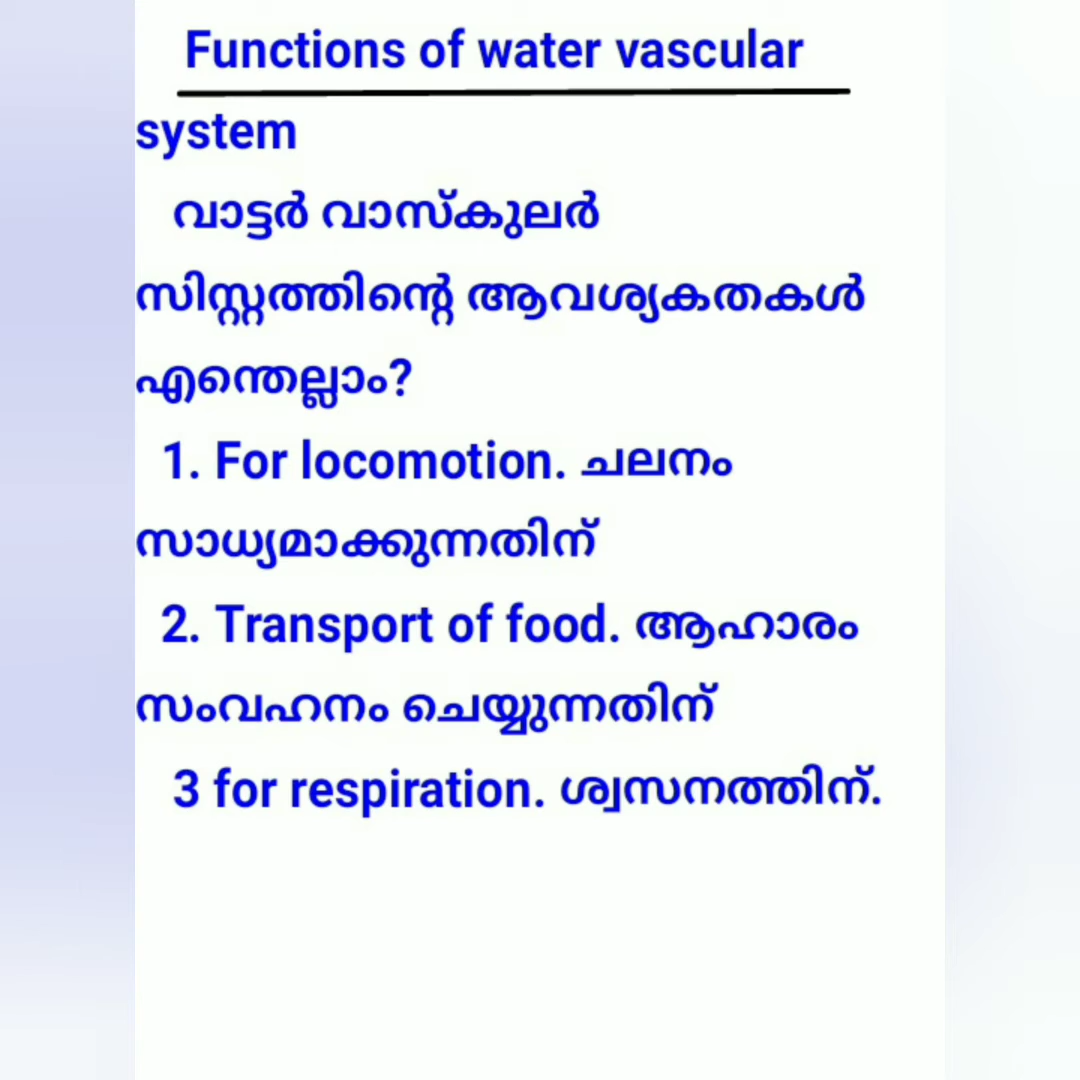 Functions of water vascular
system
വാട്ടർ വാസ്കുലർ
സിസ്റ്റത്തിന്റെ ആവശ്യകതകൾ
എന്തെല്ലാം?
1. For locomotion. ചലനം
സാധ്യമാക്കുന്നതിന്
2. Transport of food. ആഹാരം
സംവഹനം ചെയ്യുന്നതിന്
3 for respiration. ശ്വസനത്തിന്.